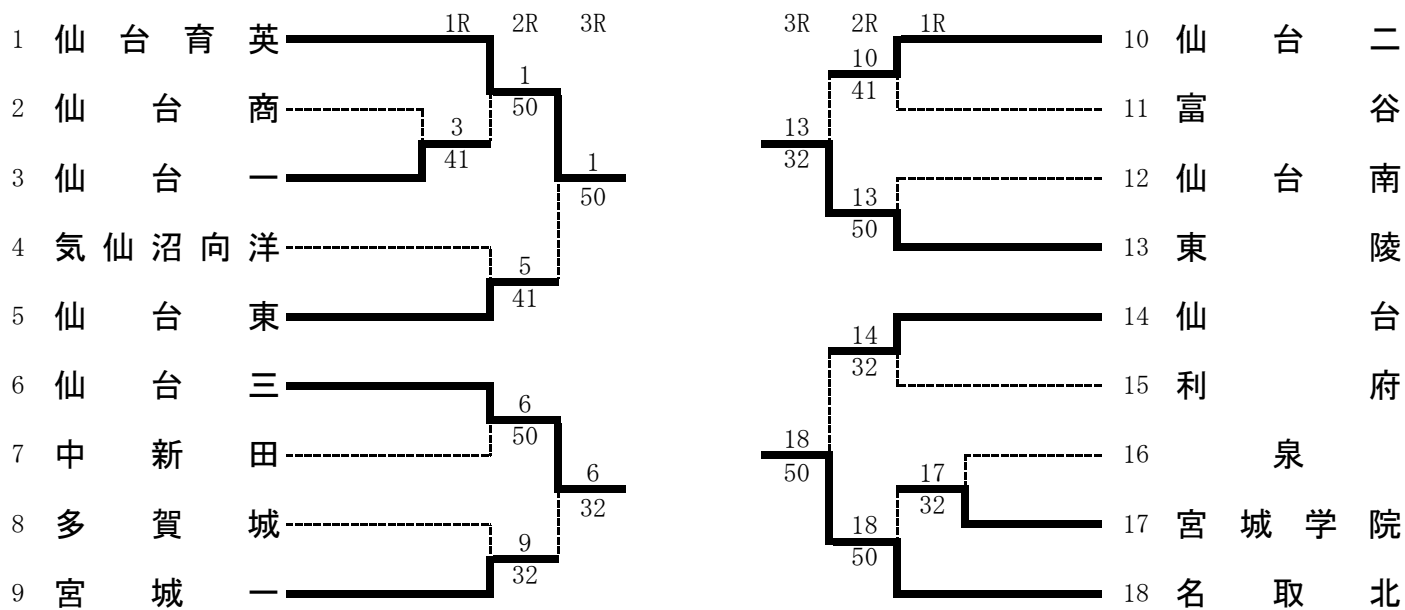 1R 2R 3R
3R 2R 1R
1 仙台育英
10 仙台二
1
50
10
41
2 仙台商
11 富谷
3
41
13
32
3 仙台一
1
50
12 仙台南
13
50
4 気仙沼向洋
13 東陵
5
41
5 仙台東
14 仙台
14
32
6 仙台三
15 利府
6
50
7 中新田
18
50
16 泉
6
32
17
32
8 多賀城
17 宮城学院
9
32
18
50
9 宮城一
18 名取北